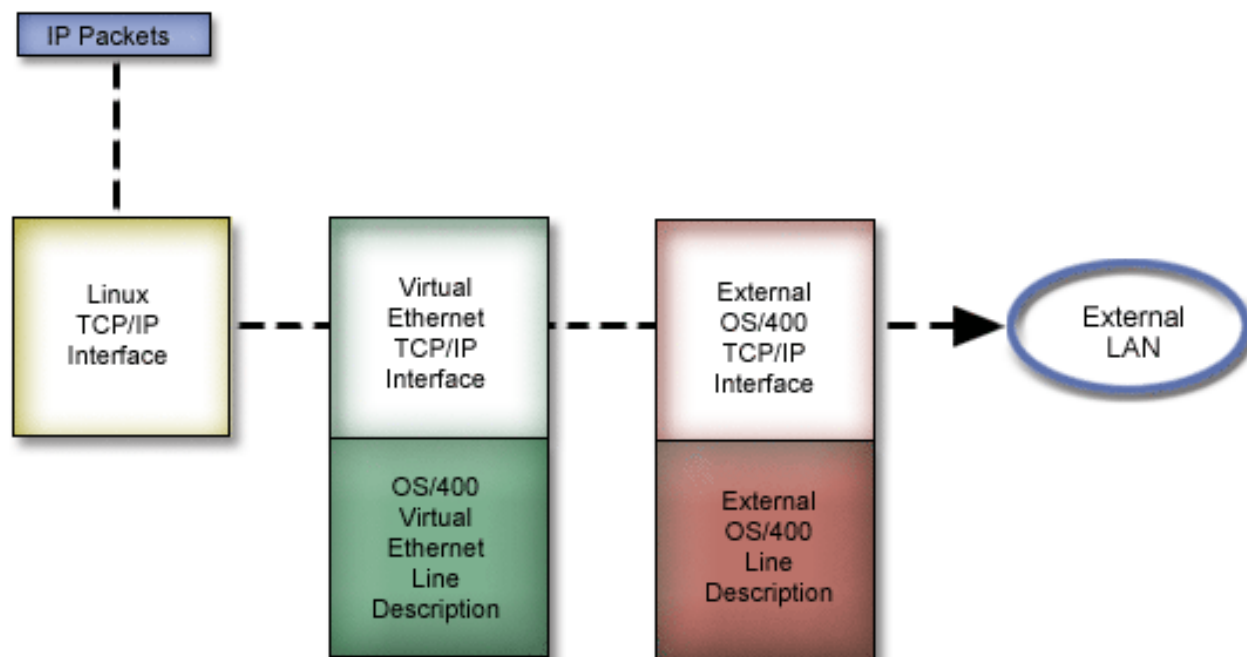 IP Packets
Linux
TCP/IP
Interface
Virtual
Ethernet
TCP/IP
Interface
External
OS/400
TCP/IP
Interface
External
LAN
OS/400
Virtual
Ethernet
Line
Description
External
OS/400
Line
Description